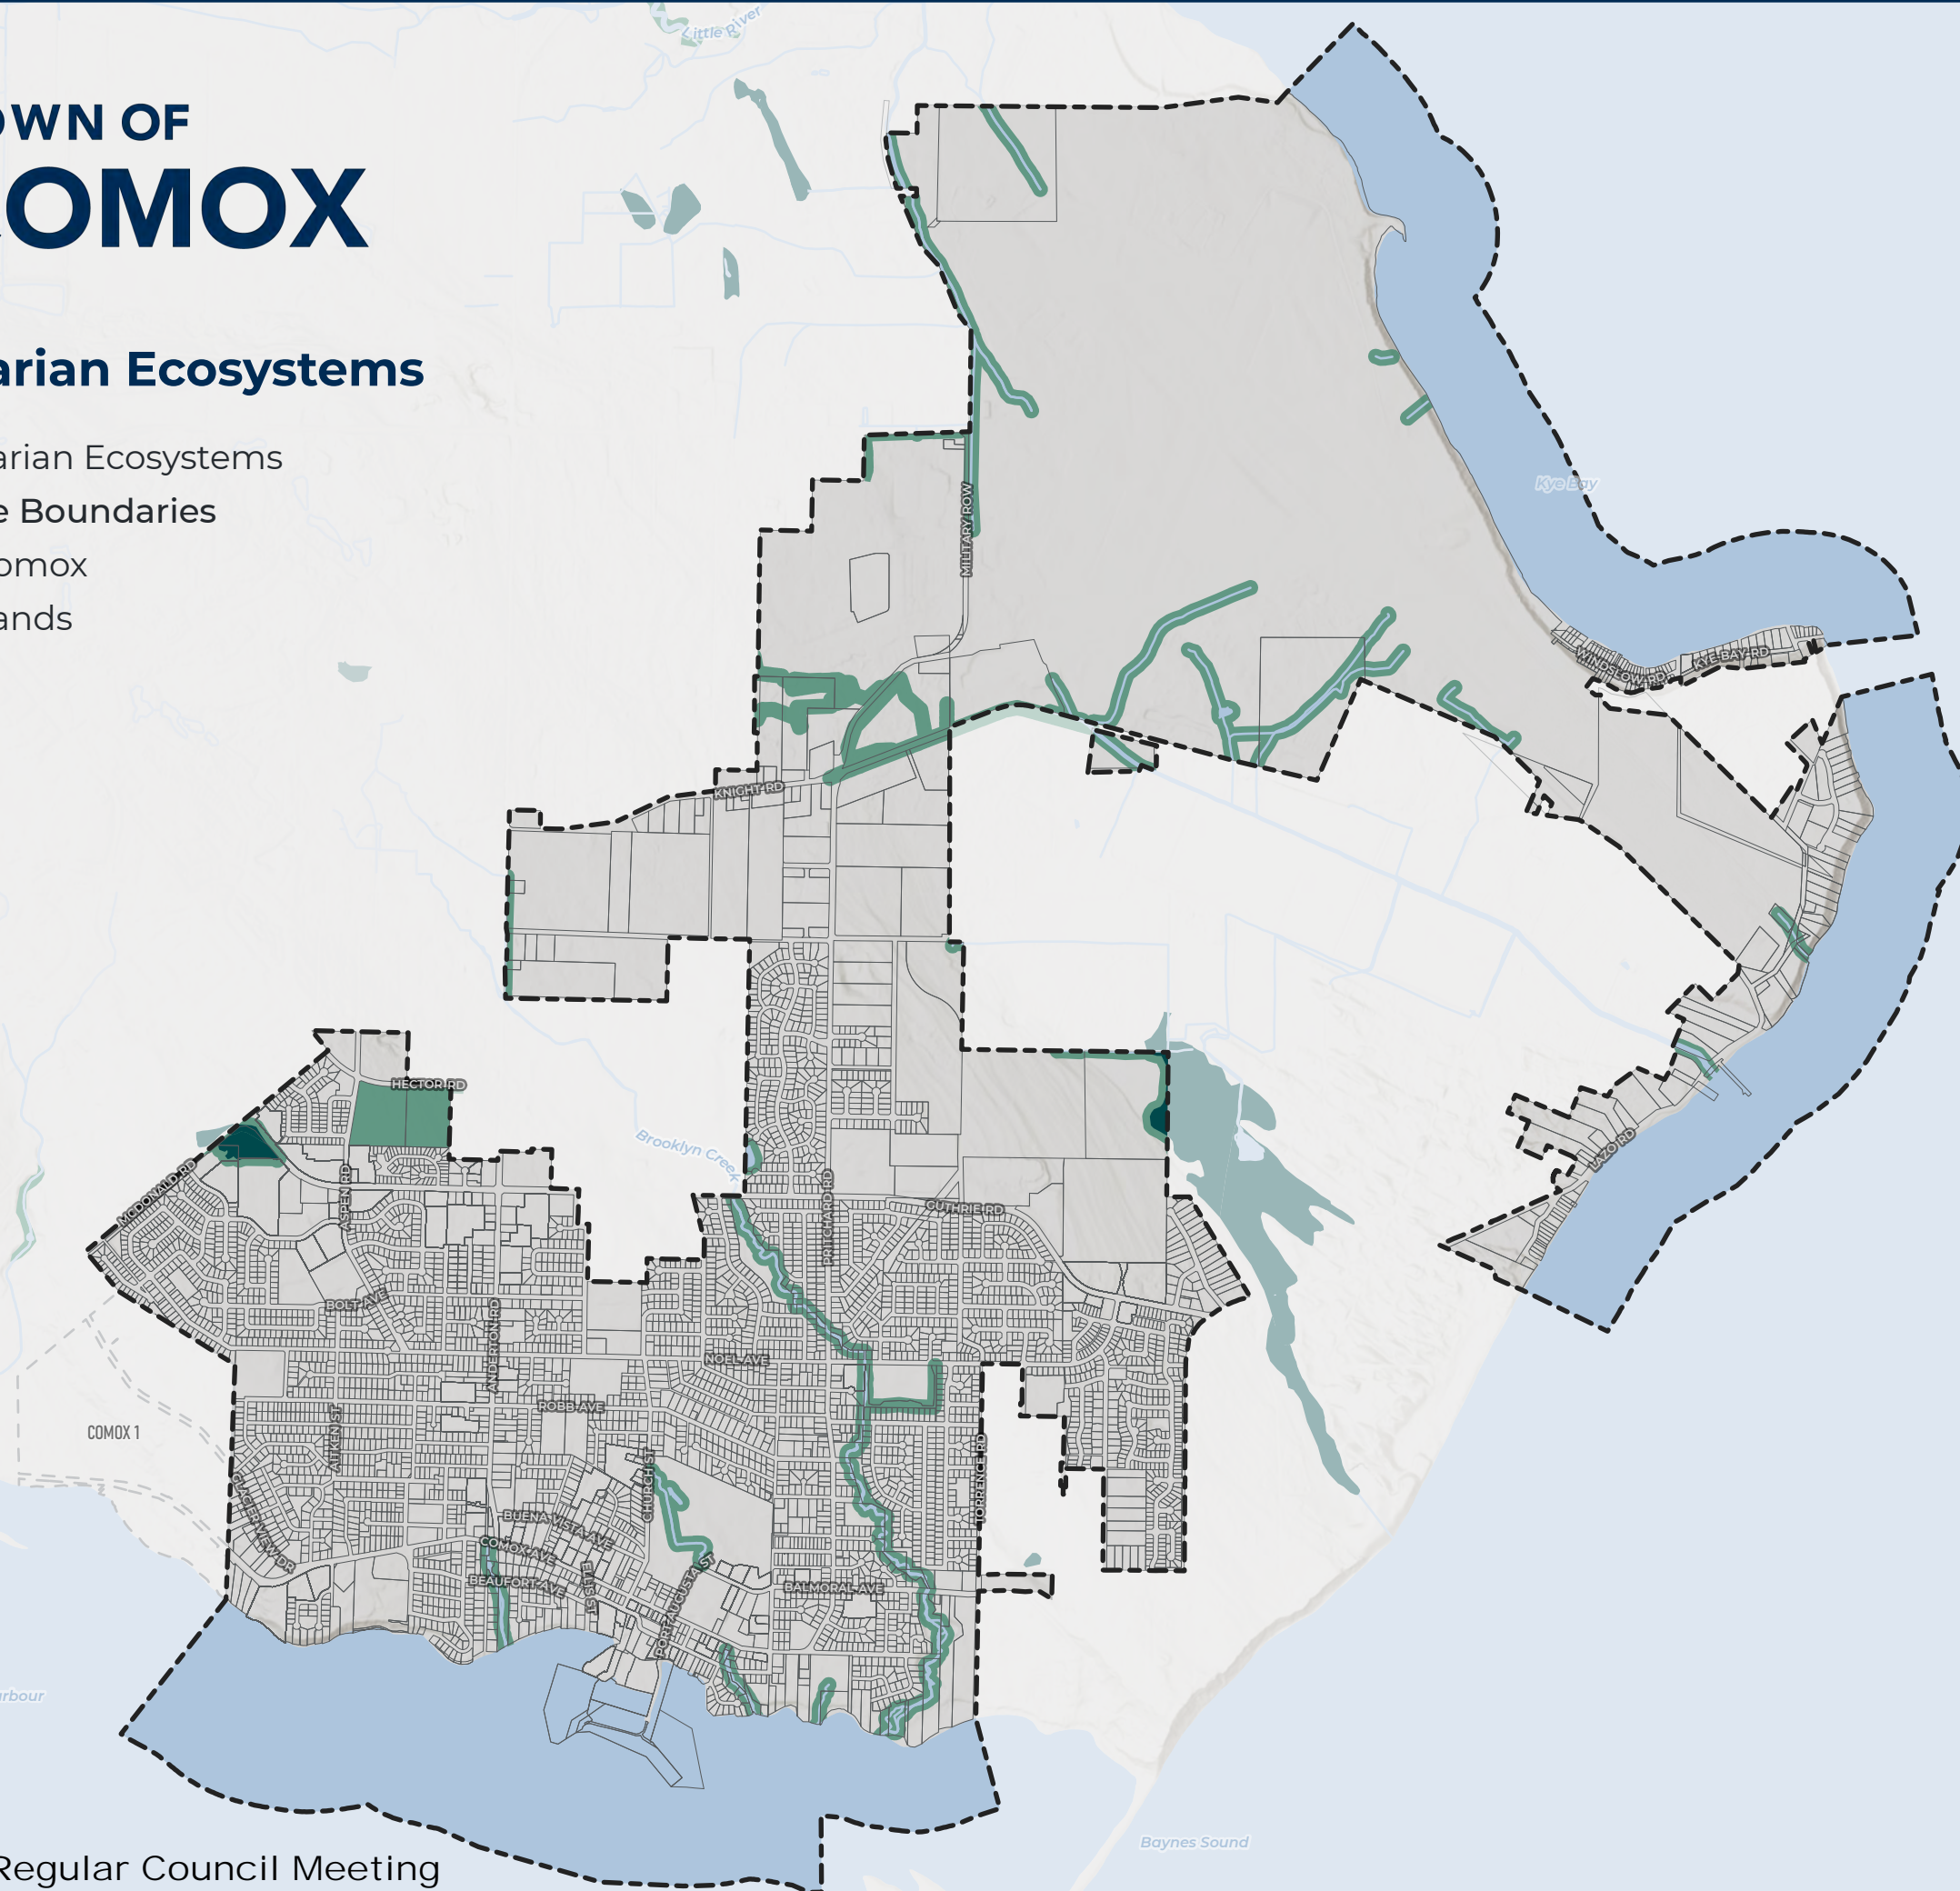 OWN OF
OMOX
arian Ecosystems
arian Ecosystems
e Boundaries
omox
ands
Little River
Kye Bay
MILITARY ROW
WINDSLOW RD
KYE BAY RD
KNIGHT RD
HECTOR RD
Brooklyn Creek
MCDONALD RD
ASPEN RD
PRITCHARD RD
GUTHRIE RD
LAZO RD
BOLT AVE
ANDERTON RD
NOEL AVE
ROBB AVE
COMOX 1
AITKEN ST
CHURCH ST
TORRENCE RD
GLACIER VIEW DR
BUENA VISTA AVE
COMOX AVE
BEAUFORT AVE
ELLIS ST
PORT AUGUSTA ST
BALMORAL AVE
rbour
Baynes Sound
Regular Council Meeting